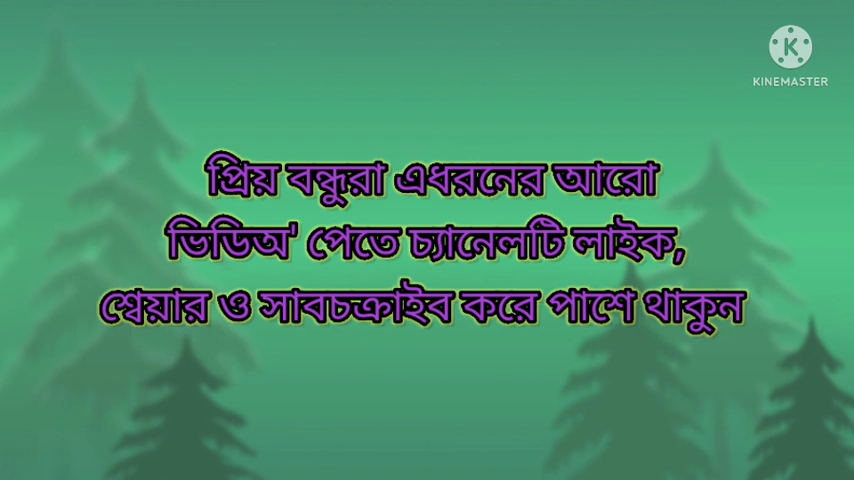 KINEMASTER
প্রিয় বন্ধুরা এধরনের আরো
ভিডিঅ' পেতে চ্যানেলটি লাইক,
শ্বেয়ার ও সাবচক্রাইব করে পাশে থাকুন